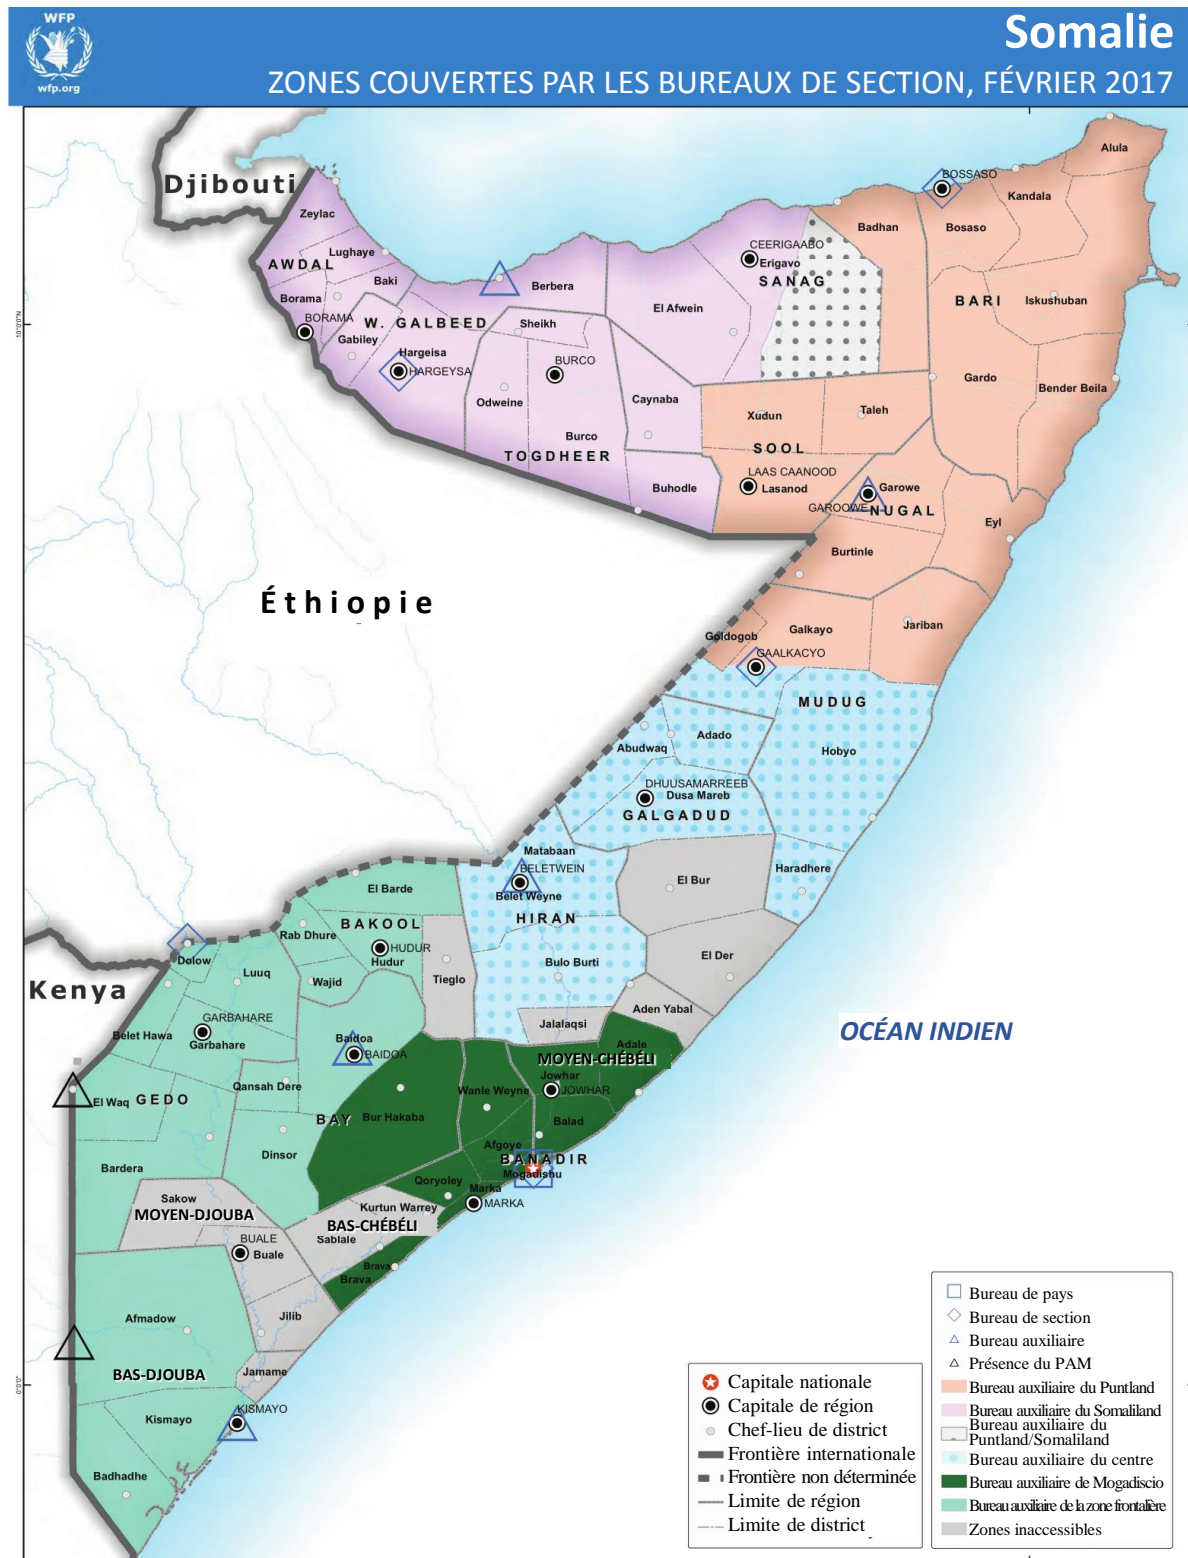 WFP
wfp.org
Somalie
ZONES COUVERTES PAR LES BUREAUX DE SECTION, FÉVRIER 2017
Djibouti
Alula
BOSSASO
Kandala
Zeylac
Badhan
Bosaso
CEERIGAABO
Erigavo
Lughaye
AWDAL
SANAG
Baki
Berbera
BARI
Iskushuban
Borama
BORAMA
El Afwein
W. GALBEED
Sheikh
10°0'0"N
Gabiley
Hargeisa
HARGEYSA
BURCO
Gardo
Bender Beila
Odweine
Caynaba
Xudun
Taleh
Burco
SOOL
TOGDHEER
LAAS CAANOOD
Lasanod
Buhodle
Garowe
GAROOWE
NUGAL
Eyl
Burtinle
Éthiopie
Goldogob
Galkayo
Jariban
GAALKACYO
MUDUG
Adado
Abudwaq
Hobyo
DHUUSAMARREEB
Dusa Mareb
GALGADUD
Matabaan
BELETWEIN
Belet Weyne
El Bur
Haradhere
El Barde
HIRAN
BAKOOL
Rab Dhure
HUDUR
Hudur
Dolow
Luuq
Wajid
Tieglo
Bulo Burti
El Der
Kenya
Aden Yabal
GARBAHARE
Garbahare
Belet Hawa
Jalalaqsi
OCÉAN INDIEN
Baidoa
BAIDOA
Adale
MOYEN-CHÉBÉLI
Jowhar
JOWHAR
Qansah Dere
Wanle Weyne
El Waq
GEDO
BAY
Bur Hakaba
Balad
Afgoye
BANADIR
Mogadishu
Dinsor
Bardera
Qoryoley
Marka
MARKA
Sakow
MOYEN-DJOUBA
Kurtun Warrey
BAS-CHÉBÉLI
Sablale
BUALE
Buale
Brava
Brava
Afmadow
Jilib
Jamame
BAS-DJOUBA
0°0'0"
KISMAYO
Kismayo
Badhadhe
Capitale nationale
Capitale de région
Chef-lieu de district
Frontière internationale
Frontière non déterminée
Limite de région
Limite de district
Bureau de pays
Bureau de section
Bureau auxiliaire
Présence du PAM
Bureau auxiliaire du Puntland
Bureau auxiliaire du Somaliland
Bureau auxiliaire du
Puntland/Somaliland
Bureau auxiliaire du centre
Bureau auxiliaire de Mogadiscio
Bureau auxiliaire de la zone frontalière
Zones inaccessibles